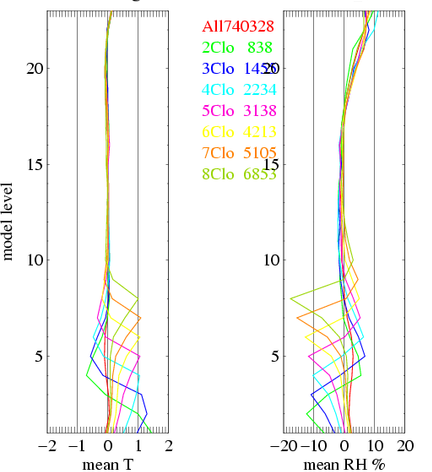 All740328
2Clo 838
3Clo 1455
4Clo 2234
5Clo 3138
6Clo 4213
7Clo 5105
8Clo 6853
20
15
10
5
model level
−2 −1 0 1 2
mean T
20
15
10
5
−20 −10 0 10 20
mean RH %